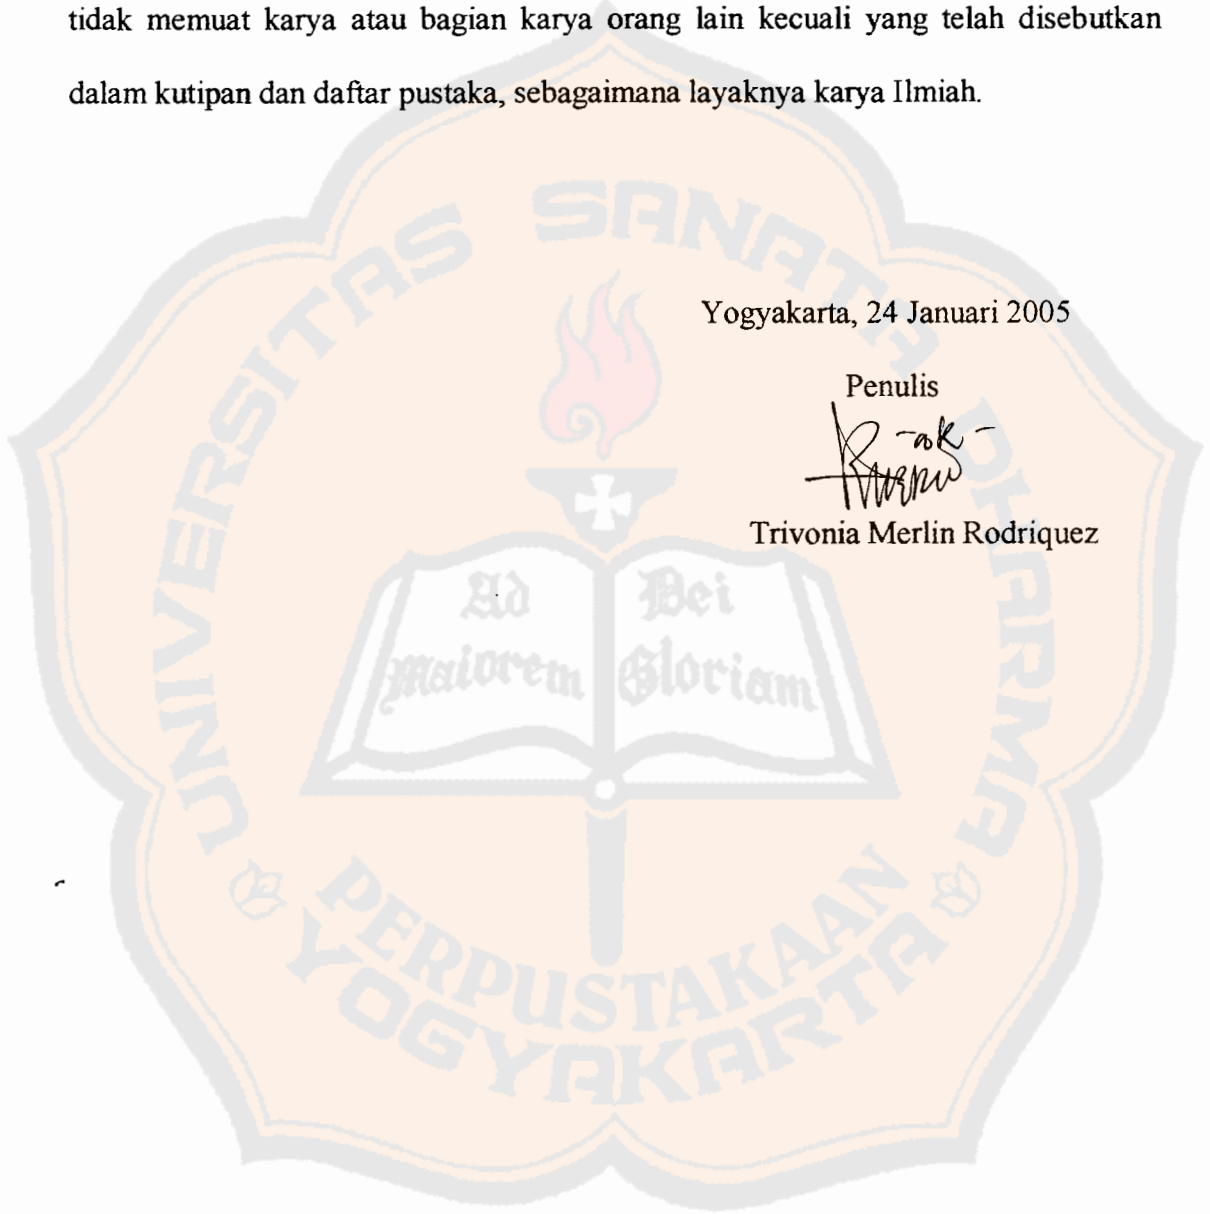 tidak memuat karya atau bagian karya orang lain kecuali yang telah disebutkan
dalam kutipan dan daftar pustaka, sebagaimana layaknya karya Ilmiah.
UNIVERSITAS SANATA DHARMA
Yogyakarta, 24 Januari 2005
Penulis
Trivonia Merlin Rodriquez
Ad Dei
maiorem Gloriam
PERPUSTAKAAN
YOGYAKARTA